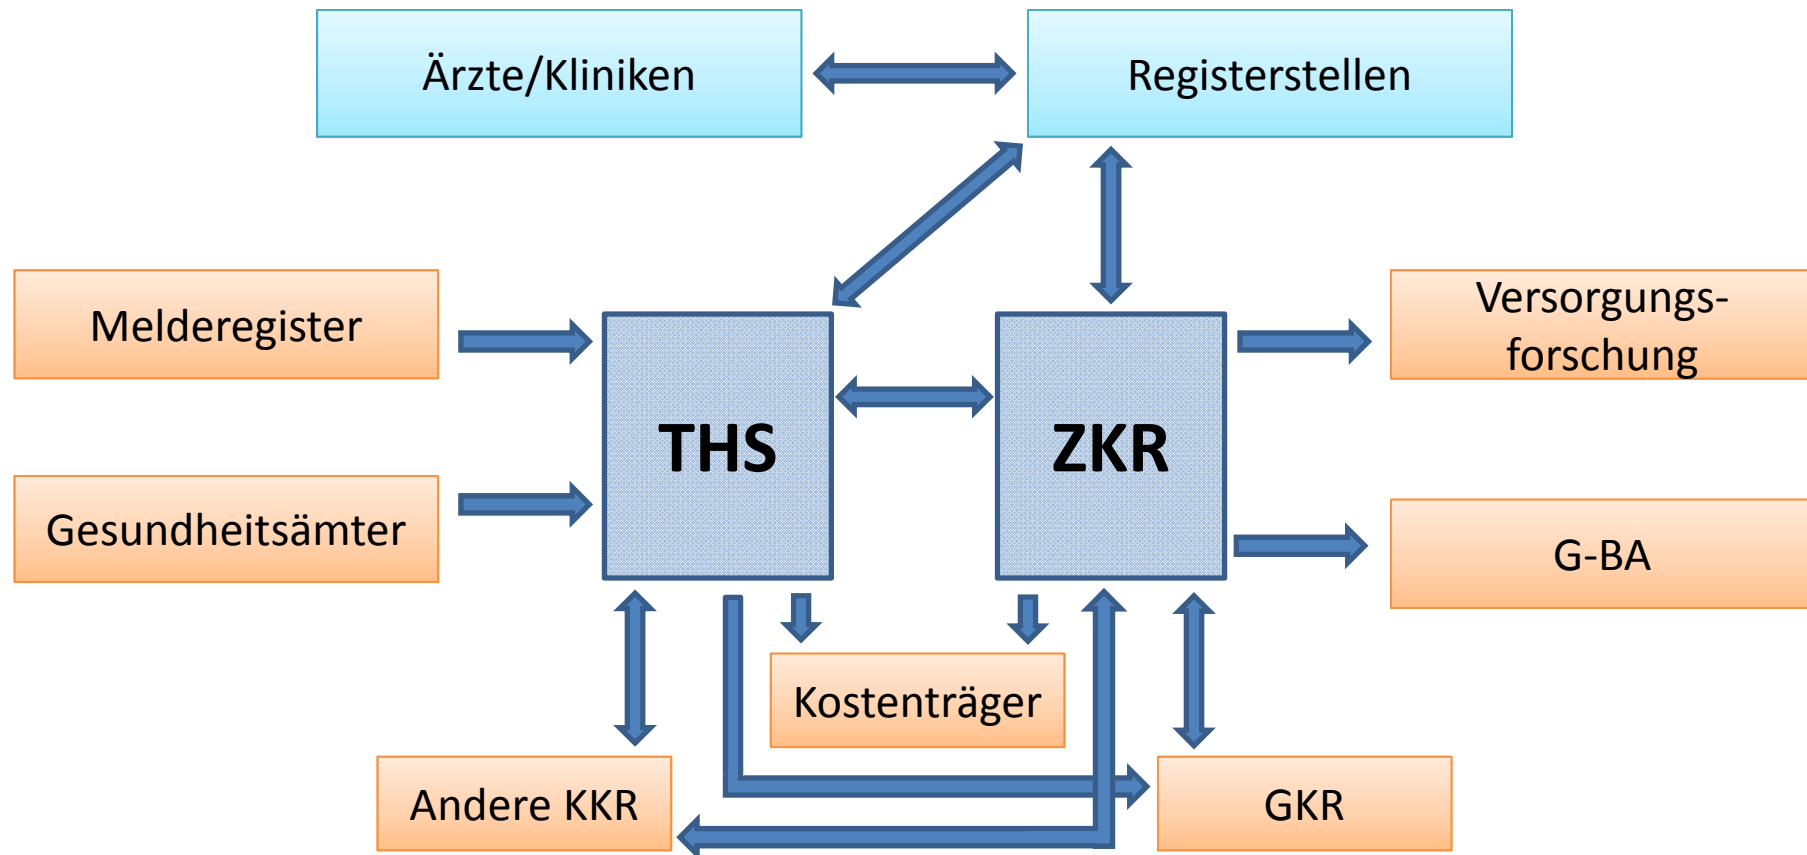 Ärzte/Kliniken
Registerstellen
Melderegister
Versorgungs-
forschung
THS
ZKR
Gesundheitsämter
G-BA
Kostenträger
Andere KKR
GKR